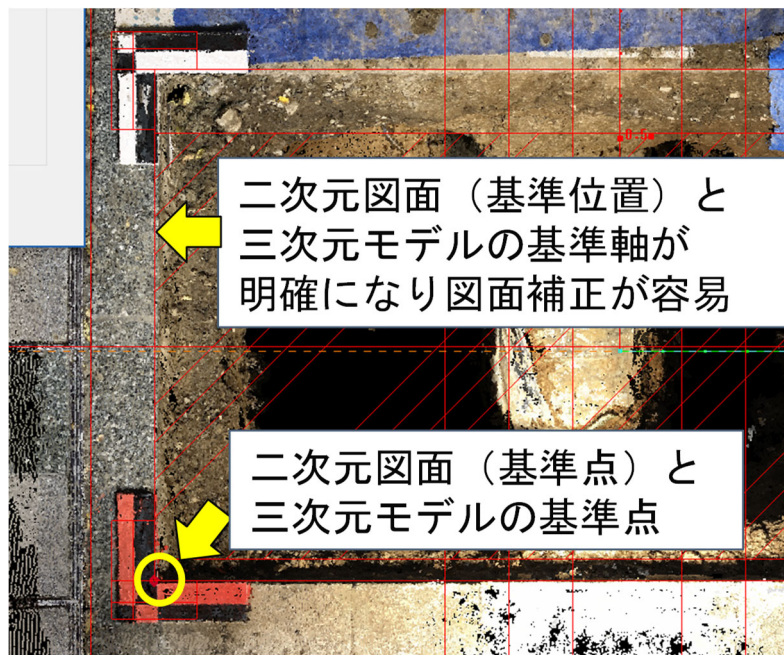 二次元図面（基準位置）と
三次元モデルの基準軸が
明確になり図面補正が容易
二次元図面（基準点）と
三次元モデルの基準点